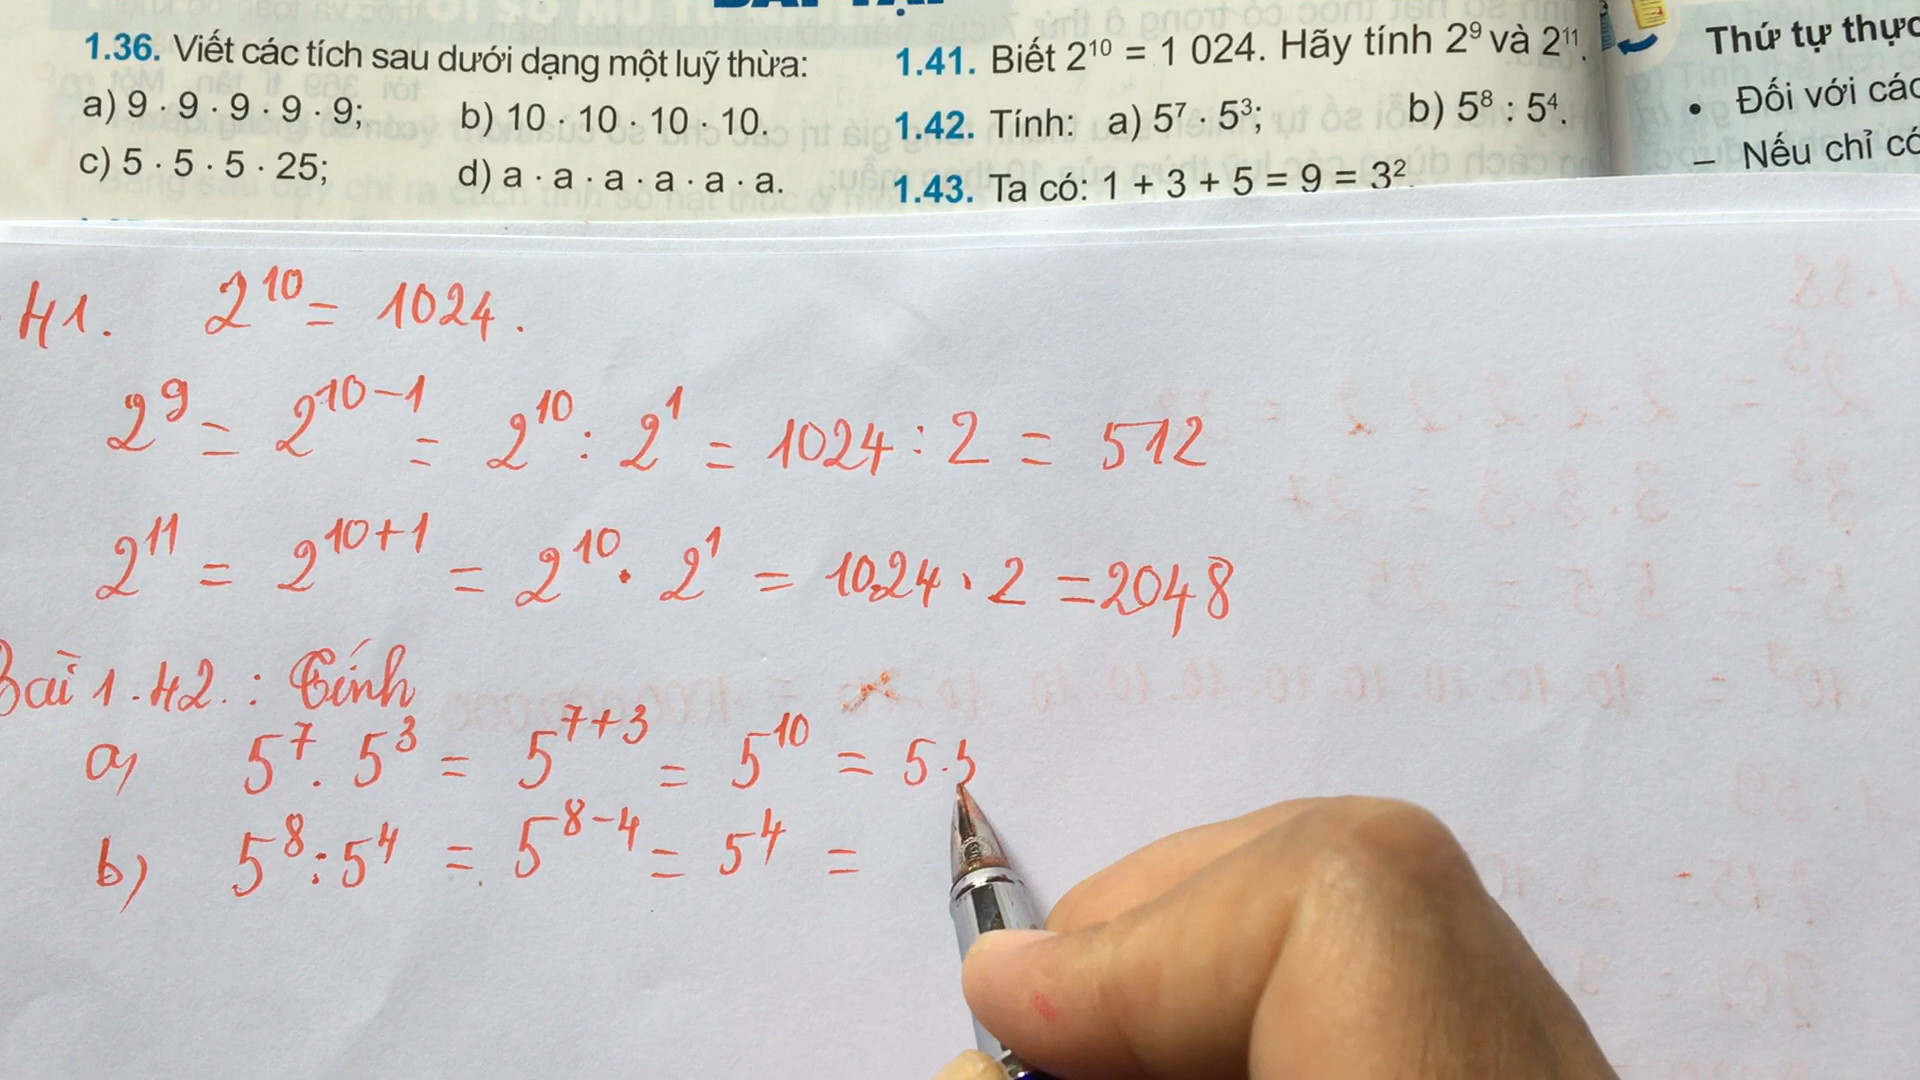 BÀI TẬP
1.36. Viết các tích sau dưới dạng một luỹ thừa:
a) 9 · 9 · 9 · 9 · 9;
b) 10 · 10 · 10 · 10.
c) 5 · 5 · 5 · 25;
d) a · a · a · a · a · a.
1.41. Biết 2¹⁰ = 1 024. Hãy tính 2⁹ và 2¹¹.
1.42. Tính: a) 5⁷ · 5³; b) 5⁸ : 5⁴.
1.43. Ta có: 1 + 3 + 5 = 9 = 3².
Thứ tự thực
• Đối với các
– Nếu chỉ có
41. 2¹⁰ = 1024.
2⁹ = 2¹⁰⁻¹ = 2¹⁰ : 2¹ = 1024 : 2 = 512
2¹¹ = 2¹⁰⁺¹ = 2¹⁰ . 2¹ = 1024 . 2 = 2048
Bài 1.42. : Tính
a) 5⁷ . 5³ = 5⁷⁺³ = 5¹⁰ = 5.5
b) 5⁸ : 5⁴ = 5⁸⁻⁴ = 5⁴ =